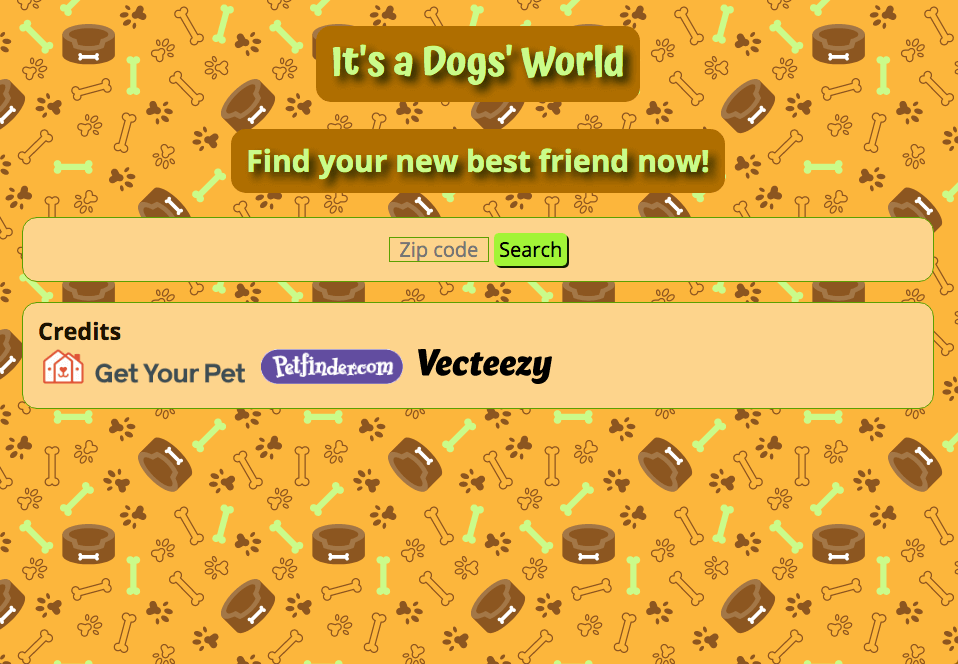 It's a Dogs' World
Find your new best friend now!
Zip code Search
Credits
Get Your Pet Petfinder.com Vecteezy